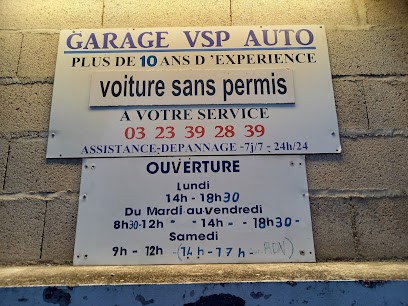 GARAGE VSP AUTO
PLUS DE 10 ANS D'EXPERIENCE
voiture sans permis
A VOTRE SERVICE
03 23 39 28 39
ASSISTANCE-DEPANNAGE -7j/7 - 24h/24
OUVERTURE
Lundi
14h - 18h30
Du Mardi au Vendredi
8h30-12h - 14h - 18h30 -
Samedi
9h - 12h - (14h - 17h - RDV)